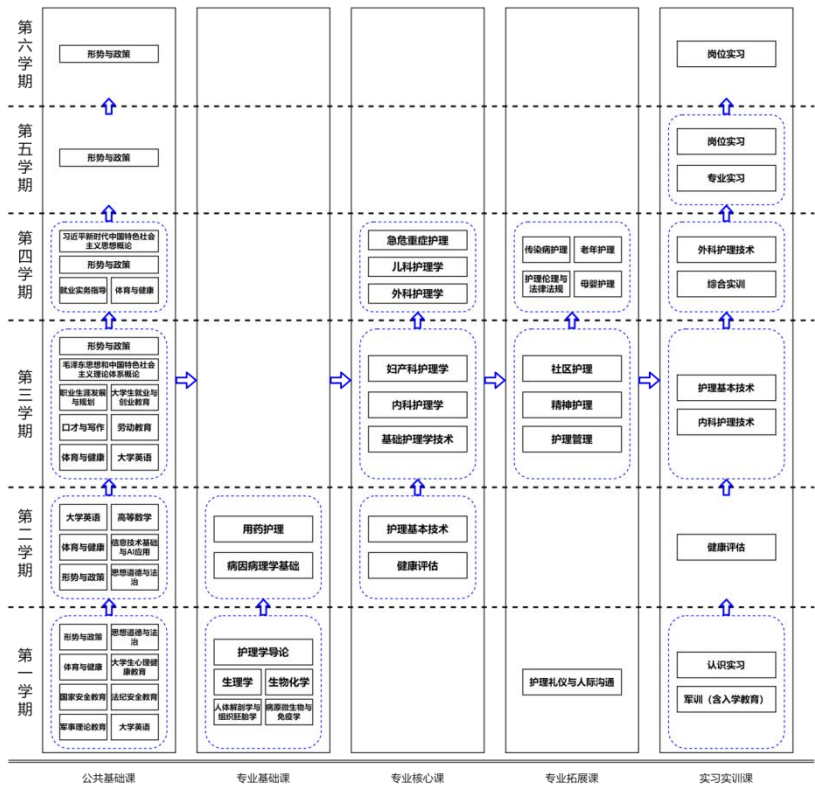 第六学期
形势与政策
岗位实习
第五学期
形势与政策
岗位实习
专业实习
第四学期
习近平新时代中国特色社会
主义思想概论
形势与政策
就业实务指导
体育与健康
急危重症护理
儿科护理学
外科护理学
传染病护理
老年护理
护理伦理与
法律法规
母婴护理
外科护理技术
综合实训
第三学期
形势与政策
毛泽东思想和中国特色社会
主义理论体系概论
职业生涯发展
与规划
大学生就业与
创业教育
口才与写作
劳动教育
体育与健康
大学英语
妇产科护理学
内科护理学
基础护理学技术
社区护理
精神护理
护理管理
护理基本技术
内科护理技术
第二学期
大学英语
高等数学
体育与健康
信息技术基础
与AI应用
形势与政策
思想道德与法
治
用药护理
病因病理学基础
护理基本技术
健康评估
健康评估
第一学期
形势与政策
思想道德与法
治
体育与健康
大学生心理健
康教育
国家安全教育
法纪安全教育
军事理论教育
大学英语
护理学导论
生理学
生物化学
人体解剖学与
组织胚胎学
病原微生物与
免疫学
护理礼仪与人际沟通
认识实习
军训（含入学教育）
公共基础课
专业基础课
专业核心课
专业拓展课
实习实训课